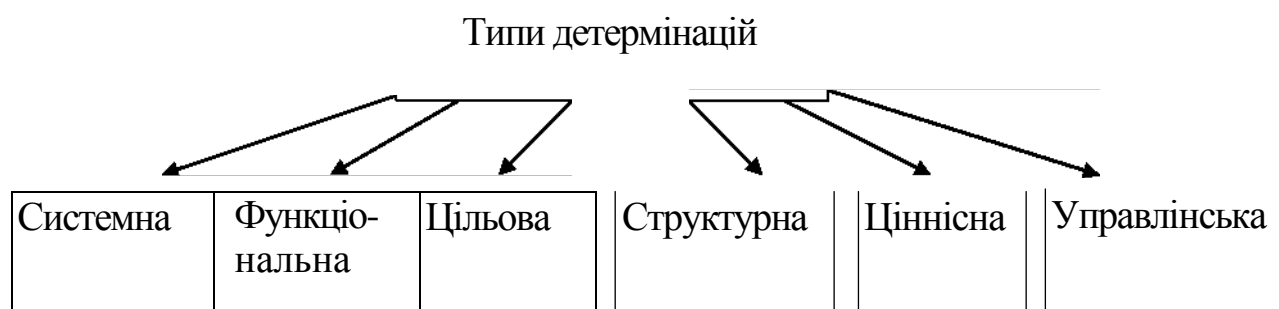 Типи детермінацій
Системна
Функціо-
нальна
Цільова
Структурна
Ціннісна
Управлінська